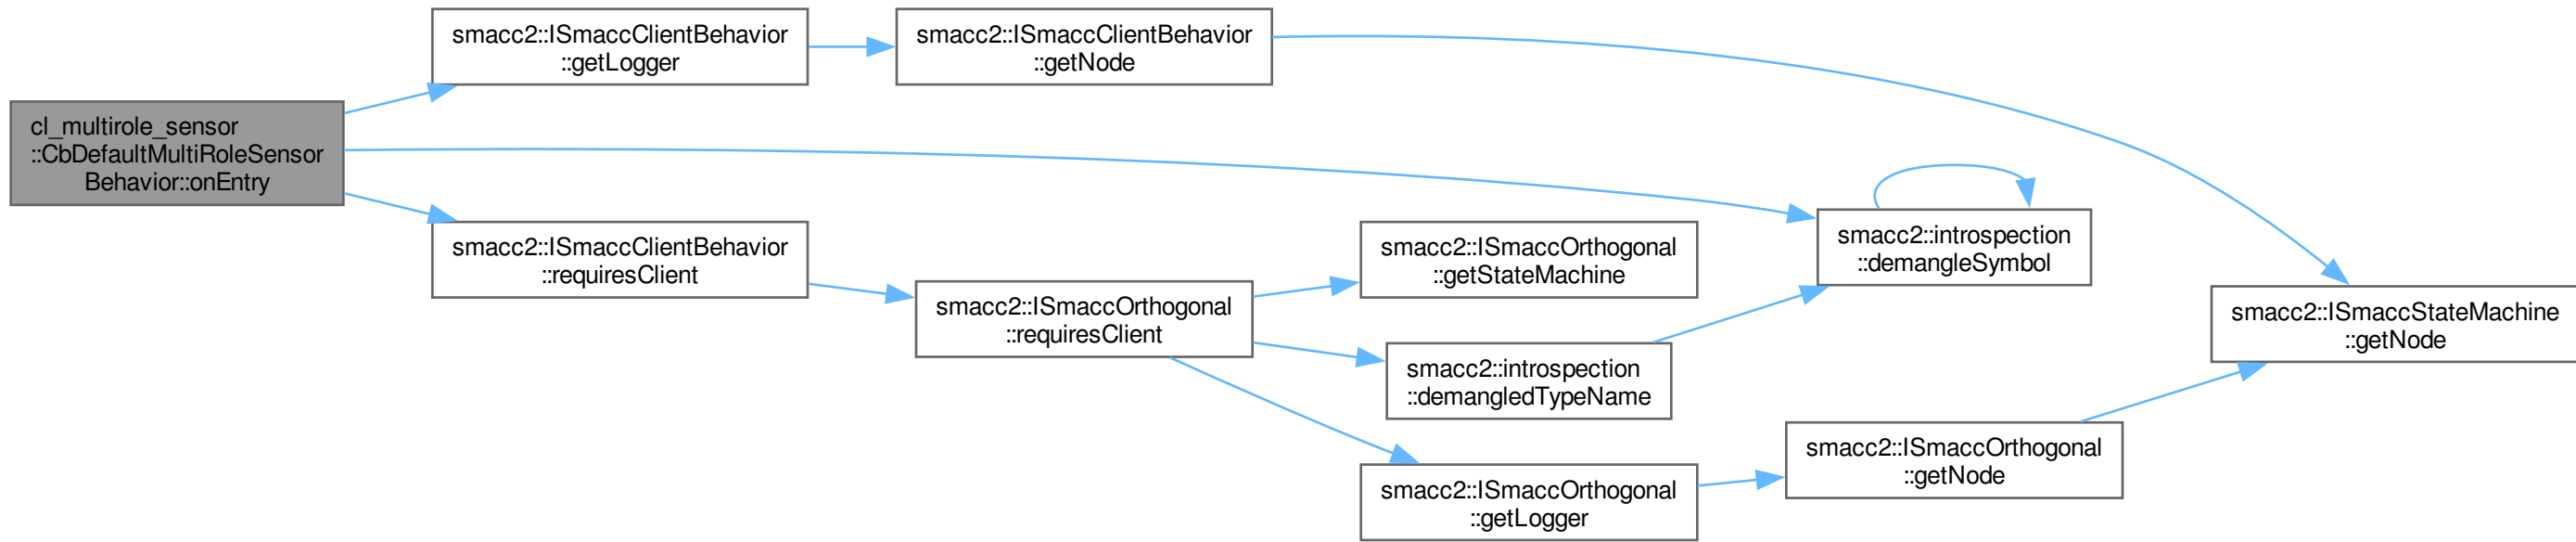 smacc2::ISmaccClientBehavior
::getLogger
smacc2::ISmaccClientBehavior
::getNode
cl_multirole_sensor
::CbDefaultMultiRoleSensor
Behavior::onEntry
smacc2::ISmaccClientBehavior
::requiresClient
smacc2::ISmaccOrthogonal
::requiresClient
smacc2::ISmaccOrthogonal
::getStateMachine
smacc2::introspection
::demangledTypeName
smacc2::ISmaccOrthogonal
::getLogger
smacc2::introspection
::demangleSymbol
smacc2::ISmaccOrthogonal
::getNode
smacc2::ISmaccStateMachine
::getNode